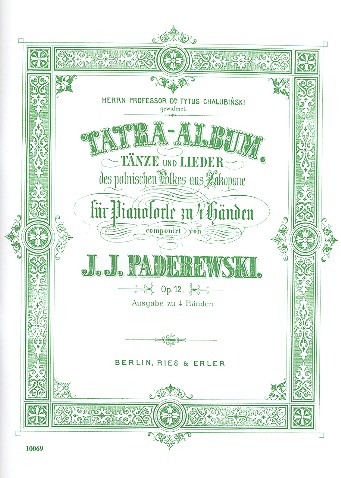 HERRN PROFESSOR DR TYTUS CHAŁUBIŃSKI
gewidmet.
TATRA-ALBUM.
TÄNZE UND LIEDER
des polnischen Volkes aus Zakopane
für Pianoforte zu 4 Händen
componirt von
J. J. PADEREWSKI.
Op. 12.
Ausgabe zu 4 Händen
BERLIN, RIES & ERLER
10069